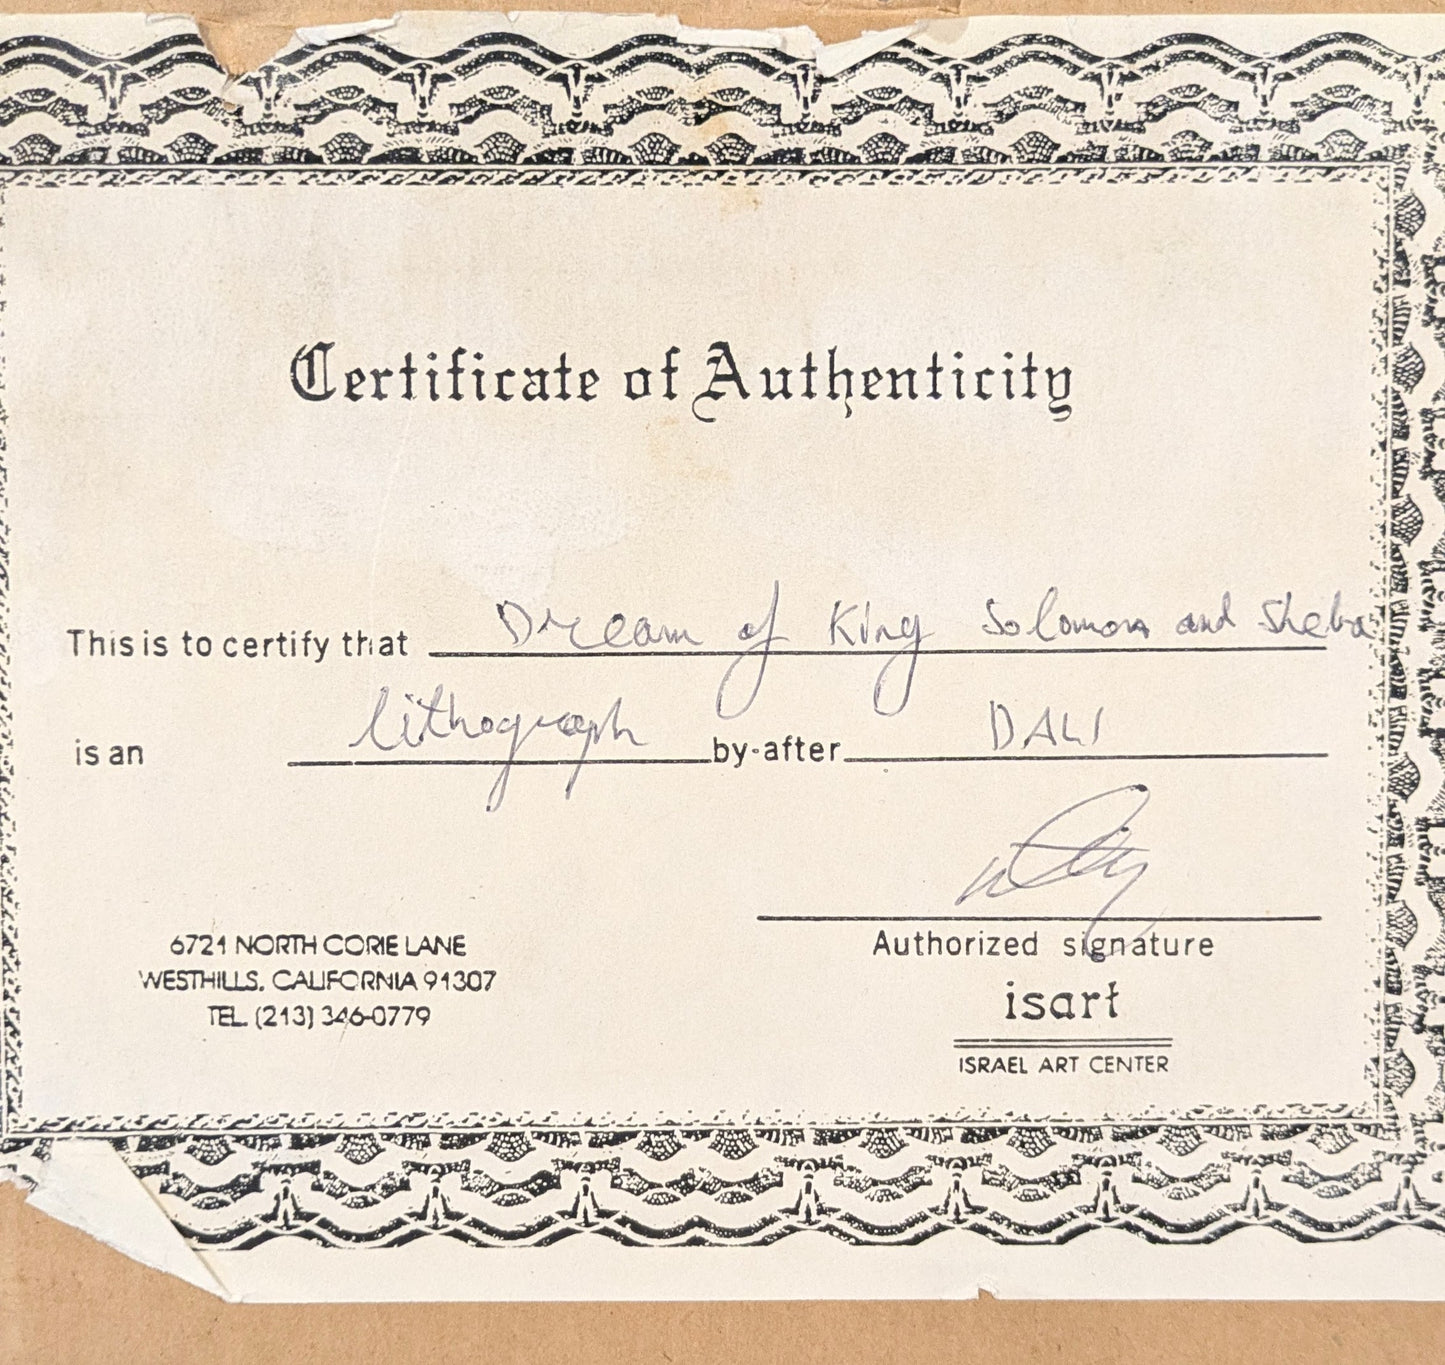 Certificate of Authenticity
This is to certify that Dream of King Solomon and Sheba
is an lithograph by-after DALI
Authorized signature
6721 NORTH CORIE LANE
WESTHILLS, CALIFORNIA 91307
TEL. (213) 346-0779
isart
ISRAEL ART CENTER